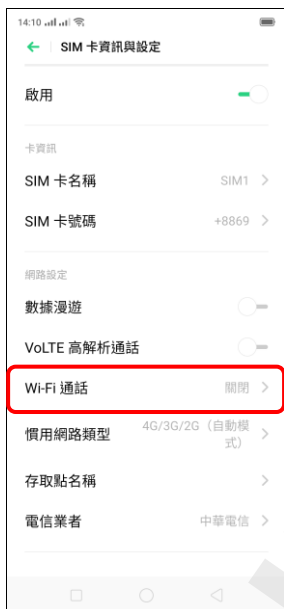 14:10
SIM 卡資訊與設定
啟用
卡資訊
SIM 卡名稱 SIM1
SIM 卡號碼 +8869
網路設定
數據漫遊
VoLTE 高解析通話
Wi-Fi 通話 關閉
慣用網路類型 4G/3G/2G（自動模
式）
存取點名稱
電信業者 中華電信